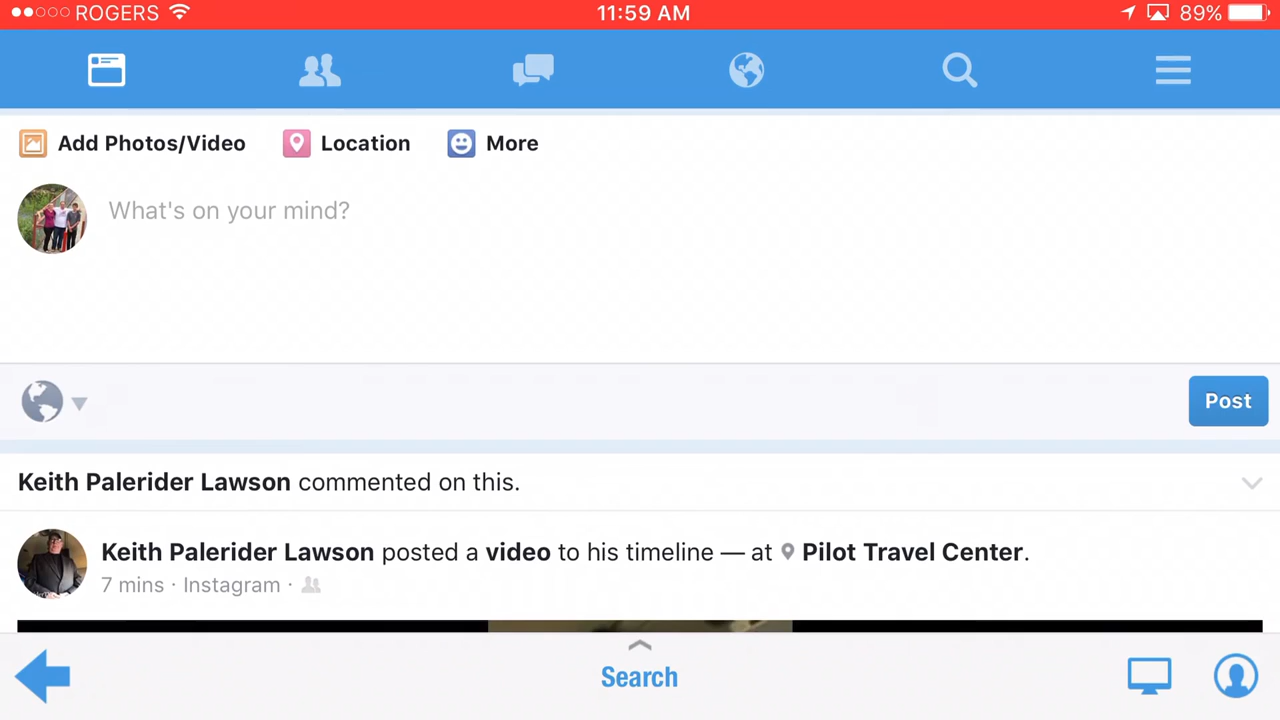 ROGERS 11:59 AM 89%
Add Photos/Video Location More
What's on your mind?
Post
Keith Palerider Lawson commented on this.
Keith Palerider Lawson posted a video to his timeline — at Pilot Travel Center.
7 mins · Instagram ·
Search